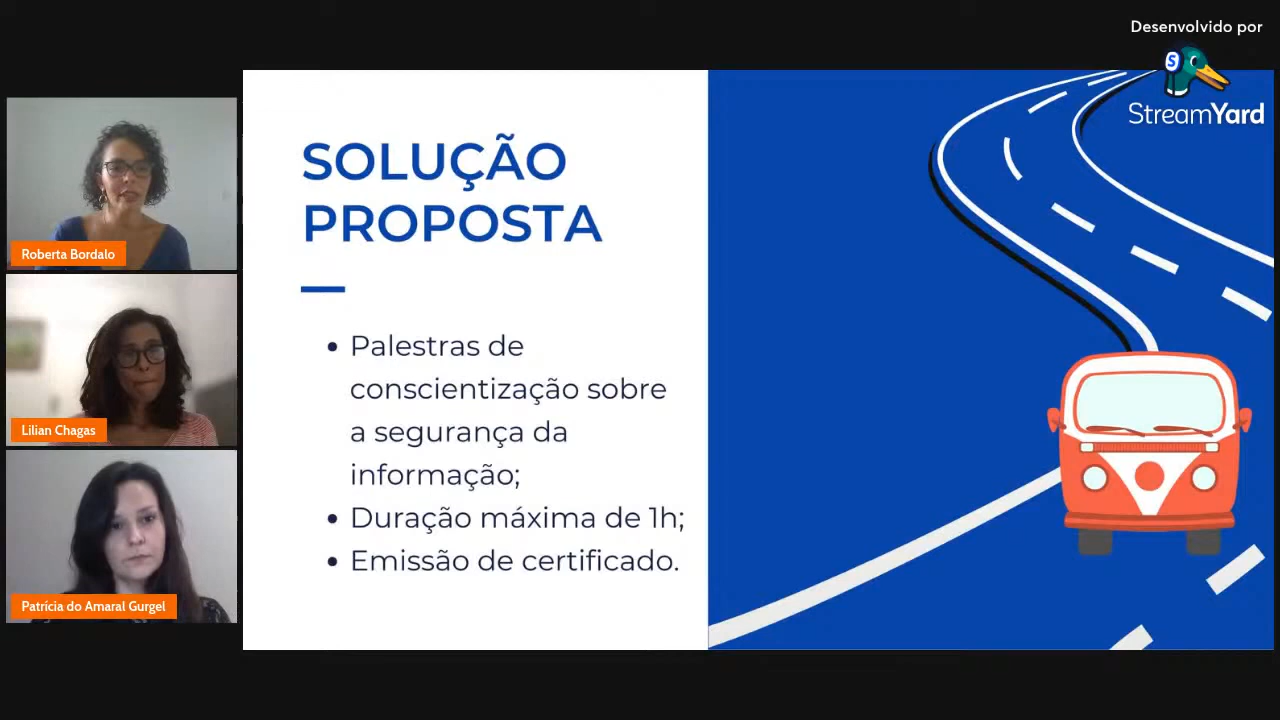 Desenvolvido por
S
StreamYard
SOLUÇÃO
PROPOSTA
Palestras de
conscientização sobre
a segurança da
informação;
Duração máxima de 1h;
Emissão de certificado.
Roberta Bordalo
Lilian Chagas
Patrícia do Amaral Gurgel